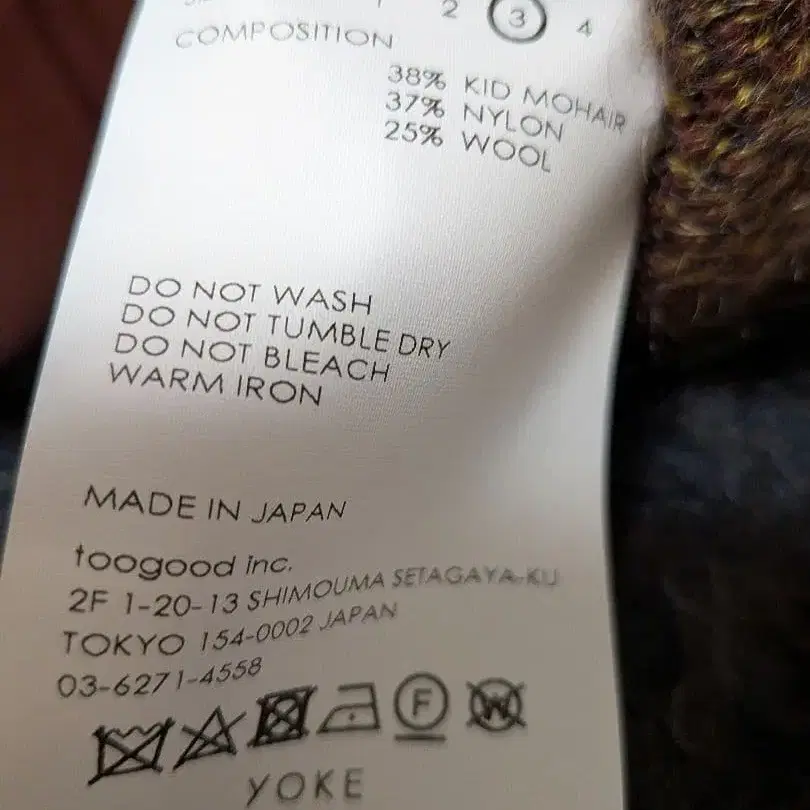 2 3 4
COMPOSITION
38% KID MOHAIR
37% NYLON
25% WOOL
DO NOT WASH
DO NOT TUMBLE DRY
DO NOT BLEACH
WARM IRON
MADE IN JAPAN
toogood inc.
2F 1-20-13 SHIMOUMA SETAGAYA-KU
TOKYO 154-0002 JAPAN
03-6271-4558
F W
YOKE